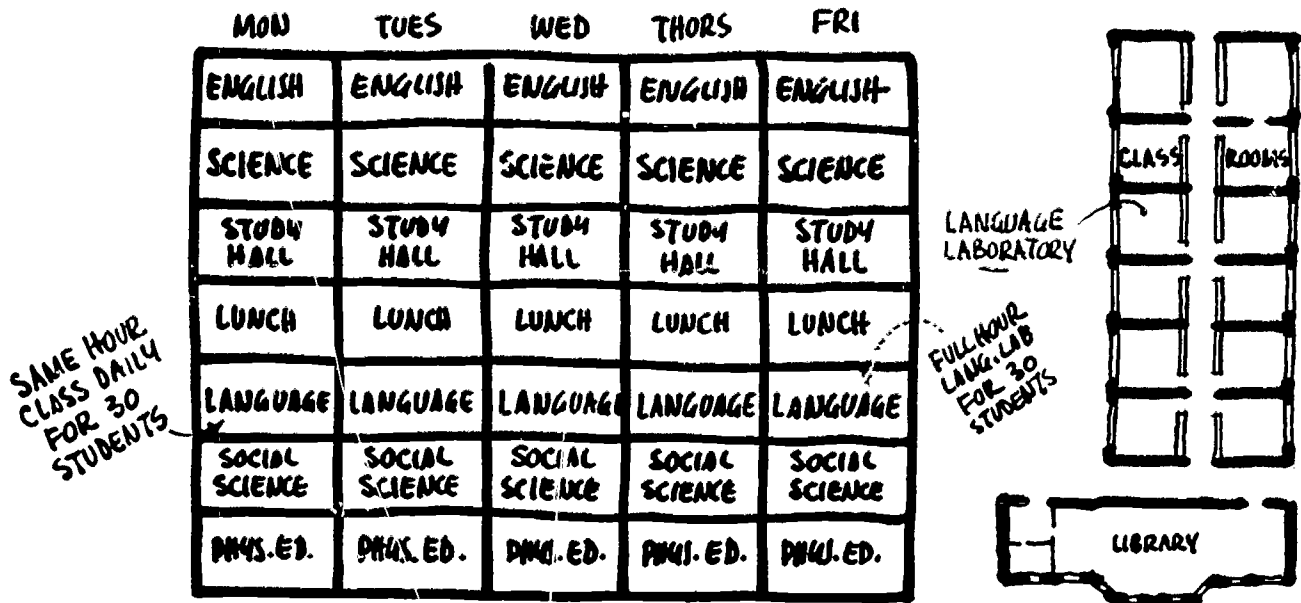 MON TUES WED THORS FRI
ENGLISH ENGLISH ENGLISH ENGLISH ENGLISH
SCIENCE SCIENCE SCIENCE SCIENCE SCIENCE
STUDY STUDY STUDY STUDY STUDY
HALL HALL HALL HALL HALL
LUNCH LUNCH LUNCH LUNCH LUNCH
LANGUAGE LANGUAGE LANGUAGE LANGUAGE LANGUAGE
SOCIAL SOCIAL SOCIAL SOCIAL SOCIAL
SCIENCE SCIENCE SCIENCE SCIENCE SCIENCE
PHYS. ED. PHYS. ED. PHYS. ED. PHYS. ED. PHYS. ED.
SAME HOUR
CLASS DAILY
FOR 30
STUDENTS
FULL HOUR
LANG. LAB
FOR 30
STUDENTS
CLASS ROOMS
LANGUAGE
LABORATORY
LIBRARY